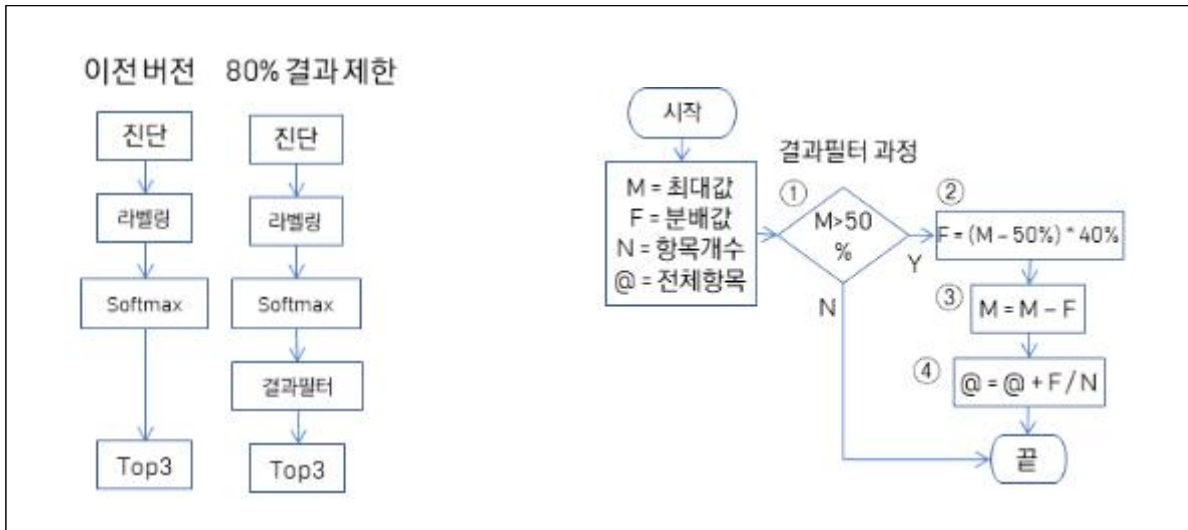 이전 버전
진단
라벨링
Softmax
Top3
80% 결과 제한
진단
라벨링
Softmax
결과필터
Top3
시작
M = 최대값
F = 분배값
N = 항목개수
@ = 전체항목
결과필터 과정
①
M>50
%
Y
N
②
F = (M – 50%) * 40%
③
M = M – F
④
@ = @ + F / N
끝